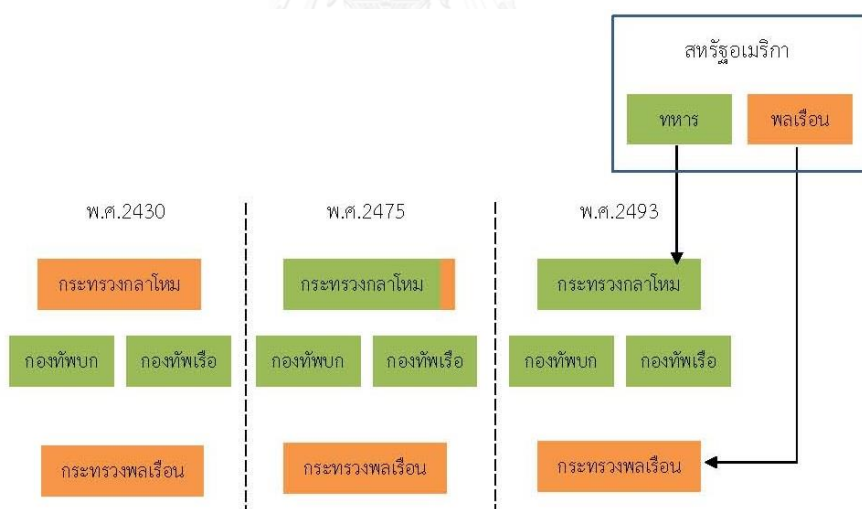 สหรัฐอเมริกา
ทหาร พลเรือน
พ.ศ.2430 พ.ศ.2475 พ.ศ.2493
กระทรวงกลาโหม กระทรวงกลาโหม กระทรวงกลาโหม
กองทัพบก กองทัพเรือ กองทัพบก กองทัพเรือ กองทัพบก กองทัพเรือ
กระทรวงพลเรือน กระทรวงพลเรือน กระทรวงพลเรือน